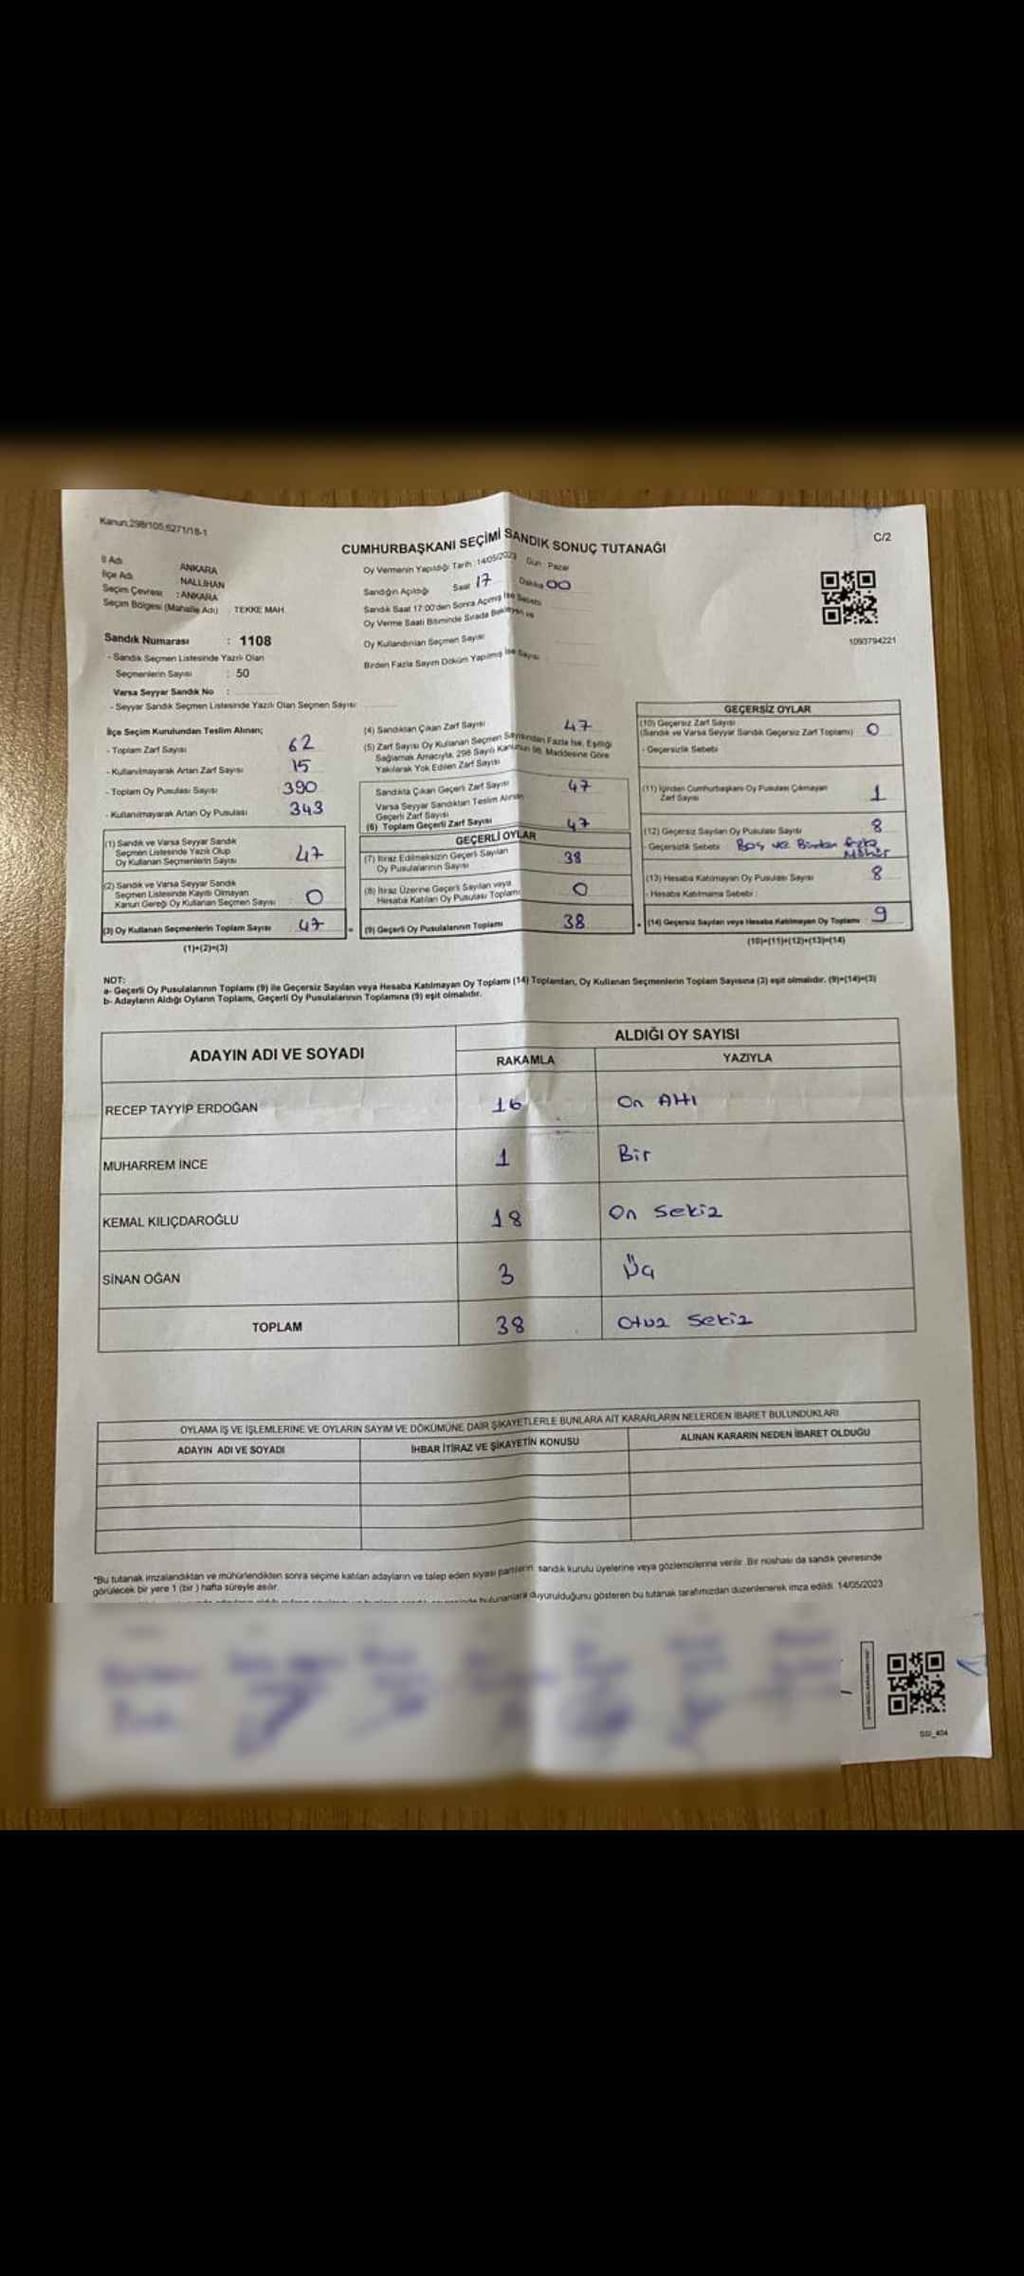 Kanun:298/105,6271/18-1
C/2
CUMHURBAŞKANI SEÇİMİ SANDIK SONUÇ TUTANAĞI
İl Adı : ANKARA
İlçe Adı : NALLIHAN
Seçim Çevresi : ANKARA
Seçim Bölgesi (Mahalle Adı) : TEKKE MAH.
Oy Vermenin Yapıldığı Tarih : 14/05/2023 Gün : Pazar
Sandığın Açıldığı Saat 17 Dakika 00
Sandık Saat 17:00'den Sonra Açılmış İse Sebebi
Oy Verme Saati Bitiminde Sırada Bekleyen ve
Oy Kullandırılan Seçmen Sayısı
Birden Fazla Sayım Döküm Yapılmış İse Sayısı
1093794221
Sandık Numarası : 1108
- Sandık Seçmen Listesinde Yazılı Olan
Seçmenlerin Sayısı : 50
Varsa Seyyar Sandık No :
- Seyyar Sandık Seçmen Listesinde Yazılı Olan Seçmen Sayısı:
İlçe Seçim Kurulundan Teslim Alınan;
- Toplam Zarf Sayısı 62
- Kullanılmayarak Artan Zarf Sayısı 15
- Toplam Oy Pusulası Sayısı 390
- Kullanılmayarak Artan Oy Pusulası 343
(1) Sandık ve Varsa Seyyar Sandık
Seçmen Listesinde Yazılı Olup
Oy Kullanan Seçmenlerin Sayısı 47
(2) Sandık ve Varsa Seyyar Sandık
Seçmen Listesinde Kayıtlı Olmayan
Kanun Gereği Oy Kullanan Seçmen Sayısı 0
(3) Oy Kullanan Seçmenlerin Toplam Sayısı 47
(1)+(2)=(3)
(4) Sandıktan Çıkan Zarf Sayısı 47
(5) Zarf Sayısı Oy Kullanan Seçmen Sayısından Fazla İse, Eşitliği
Sağlamak Amacıyla, 298 Sayılı Kanunun 98. Maddesine Göre
Yakılarak Yok Edilen Zarf Sayısı
Sandıkta Çıkan Geçerli Zarf Sayısı 47
Varsa Seyyar Sandıktan Teslim Alınan
Geçerli Zarf Sayısı
(6) Toplam Geçerli Zarf Sayısı 47
GEÇERLİ OYLAR
(7) İtiraz Edilmeksizin Geçerli Sayılan
Oy Pusulalarının Sayısı 38
(8) İtiraz Üzerine Geçerli Sayılan veya
Hesaba Katılan Oy Pusulası Toplamı 0
= (9) Geçerli Oy Pusulalarının Toplamı 38
GEÇERSİZ OYLAR
(10) Geçersiz Zarf Sayısı
(Sandık ve Varsa Seyyar Sandık Geçersiz Zarf Toplamı) 0
- Geçersizlik Sebebi
(11) İçinden Cumhurbaşkanı Oy Pusulası Çıkmayan
Zarf Sayısı 1
(12) Geçersiz Sayılan Oy Pusulası Sayısı 8
- Geçersizlik Sebebi : Boş ve Birden fazla
Mühür
(13) Hesaba Katılmayan Oy Pusulası Sayısı 8
- Hesaba Katılmama Sebebi :
+ (14) Geçersiz Sayılan veya Hesaba Katılmayan Oy Toplamı 9
(10)+(11)+(12)+(13)=(14)
NOT:
a- Geçerli Oy Pusulalarının Toplamı (9) ile Geçersiz Sayılan veya Hesaba Katılmayan Oy Toplamı (14) Toplamları, Oy Kullanan Seçmenlerin Toplam Sayısına (3) eşit olmalıdır. (9)+(14)=(3)
b- Adayların Aldığı Oyların Toplamı, Geçerli Oy Pusulalarının Toplamına (9) eşit olmalıdır.
ADAYIN ADI VE SOYADI
ALDIĞI OY SAYISI
RAKAMLA YAZIYLA
RECEP TAYYİP ERDOĞAN 16 On Altı
MUHARREM İNCE 1 Bir
KEMAL KILIÇDAROĞLU 18 On Sekiz
SİNAN OĞAN 3 Üç
TOPLAM 38 Otuz Sekiz
OYLAMA İŞ VE İŞLEMLERİNE VE OYLARIN SAYIM VE DÖKÜMÜNE DAİR ŞİKAYETLERLE BUNLARA AİT KARARLARIN NELERDEN İBARET BULUNDUKLARI
ADAYIN ADI VE SOYADI İHBAR İTİRAZ VE ŞİKAYETİN KONUSU ALINAN KARARIN NEDEN İBARET OLDUĞU
*Bu tutanak imzalandıktan ve mühürlendikten sonra seçime katılan adayların ve talep eden siyasi partilerin sandık kurulu üyelerine veya gözlemcilerine verilir. Bir nüshası da sandık çevresinde
görülecek bir yere 1 (bir) hafta süreyle asılır.
duyurulduğunu gösteren bu tutanak tarafımızdan düzenlenerek imza edildi. 14/05/2023